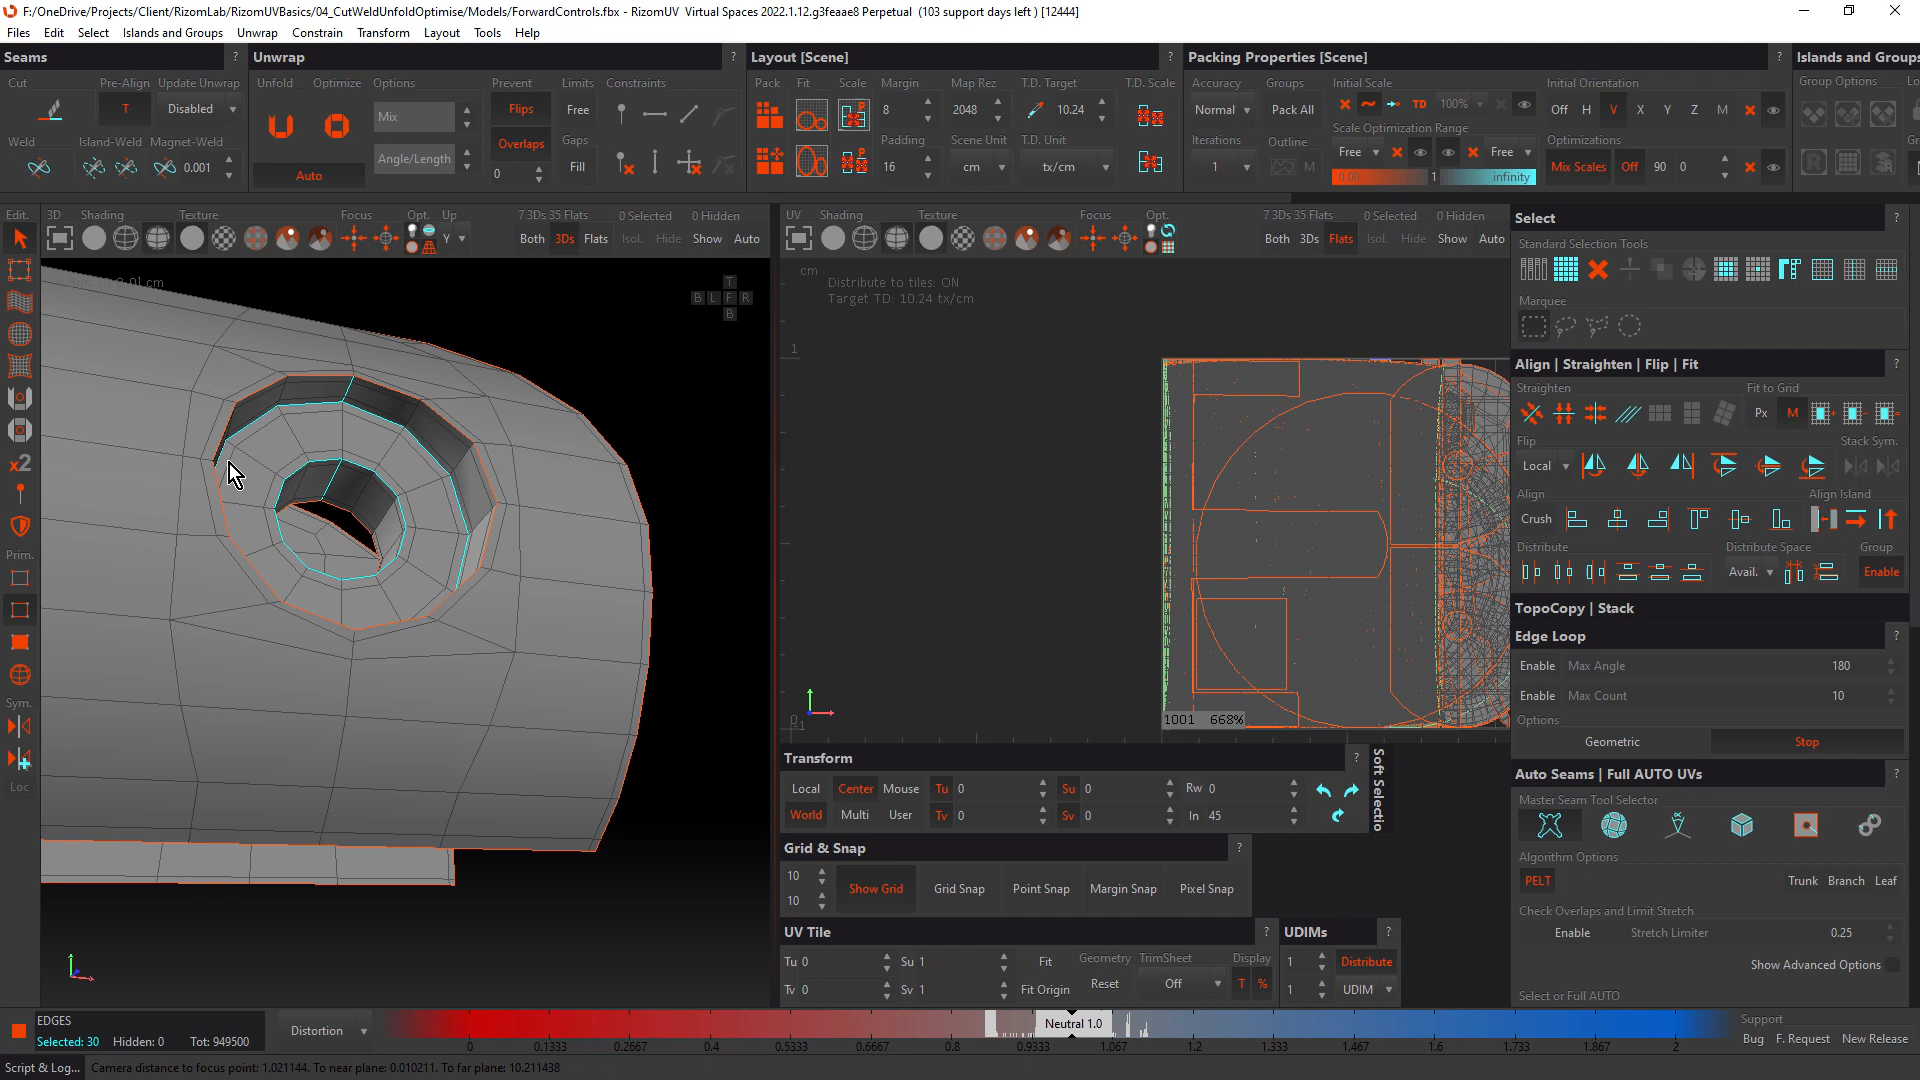 F:/OneDrive/Projects/Client/RizomLab/RizomUVBasics/04_CutWeldUnfoldOptimise/Models/ForwardControls.fbx - RizomUV Virtual Spaces 2022.1.12.g3feaae8 Perpetual (103 support days left ) [12444]
Files Edit Select Islands and Groups Unwrap Constrain Transform Layout Tools Help
Seams ? Unwrap ? Layout [Scene] ? Packing Properties [Scene] ? Islands and Groups
Cut Pre-Align Update Unwrap Unfold Optimize Options Prevent Limits Constraints Pack Fit Scale Margin Map Rez T.D. Target T.D. Scale Accuracy Groups Initial Scale Initial Orientation Group Options
T Disabled Mix Flips Free 8 2048 10.24 Normal Pack All TD 100% Off H V X Y Z M
Weld Island-Weld Magnet-Weld Overlaps Gaps Padding Scene Unit T.D. Unit Iterations Outline Scale Optimization Range Optimizations
0.001 Auto Angle/Length 0 Fill 16 cm tx/cm 1 M Free Free Mix Scales Off 90 0
0.00 1 infinity
Edit. 3D Shading Texture Focus Opt. Up 7 3Ds 35 Flats 0 Selected 0 Hidden
Y Both 3Ds Flats Isol. Hide Show Auto
UV Shading Texture Focus Opt. 7 3Ds 35 Flats 0 Selected 0 Hidden
Both 3Ds Flats Isol. Hide Show Auto
T
B L F R
B
cm Distribute to tiles: ON
Target TD: 10.24 tx/cm
1
1001 668%
x2
Prim.
Sym.
Loc
Select ?
Standard Selection Tools
Marquee
Align | Straighten | Flip | Fit ?
Straighten Fit to Grid
Px M
Flip Stack Sym.
Local
Align Align Island
Crush
Distribute Distribute Space Group
Avail. Enable
TopoCopy | Stack
Edge Loop ?
Enable Max Angle 180
Enable Max Count 10
Options
Geometric Stop
Auto Seams | Full AUTO UVs ?
Master Seam Tool Selector
Algorithm Options
PELT Trunk Branch Leaf
Check Overlaps and Limit Stretch
Enable Stretch Limiter 0.25
Show Advanced Options
Select or Full AUTO
Transform ? Soft Selectio
Local Center Mouse Tu 0 Su 0 Rw 0
World Multi User Tv 0 Sv 0 In 45
Grid & Snap ?
10
10
Show Grid Grid Snap Point Snap Margin Snap Pixel Snap
UV Tile ? UDIMs ?
Tu 0 Su 1 Fit Geometry TrimSheet Display 1 Distribute
Tv 0 Sv 1 Fit Origin Reset Off T % 1 UDIM
EDGES
Selected: 30 Hidden: 0 Tot: 949500
Distortion
Neutral 1.0
0 0.1333 0.2667 0.4 0.5333 0.6667 0.8 0.9333 1.067 1.2 1.333 1.467 1.6 1.733 1.867 2
Support
Bug F. Request New Release
Script & Log... Camera distance to focus point: 1.021144. To near plane: 0.010211. To far plane: 10.211438